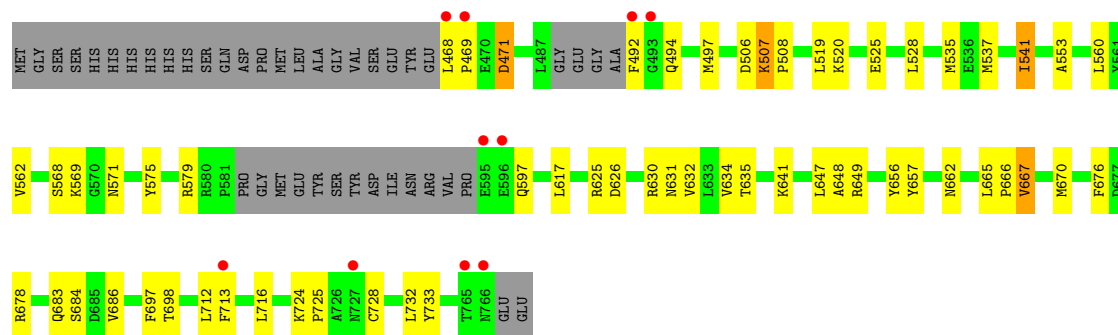 MET GLY SER SER HIS HIS HIS HIS HIS HIS SER GLN ASP PRO MET LEU ALA GLY VAL SER GLU TYR GLU L468 P469 E470 D471 L487 GLY GLU GLY ALA F492 G493 Q494 M497 D506 K507 P508 L519 K520 E525 L528 M535 E536 M537 I541 A553 L560 Y561
V562 S568 K569 G570 N571 Y575 R579 R580 P581 PRO GLY MET GLU TYR SER TYR ASP ILE ASN ARG VAL PRO E595 E596 Q597 L617 R625 D626 R630 N631 V632 L633 V634 T635 K641 L647 A648 R649 Y656 Y657 N662 L665 P666 V667 M670 F676 D677
R678 Q683 S684 D685 V686 F697 T698 L712 F713 L716 K724 P725 A726 N727 C728 L732 Y733 T765 N766 GLU GLU